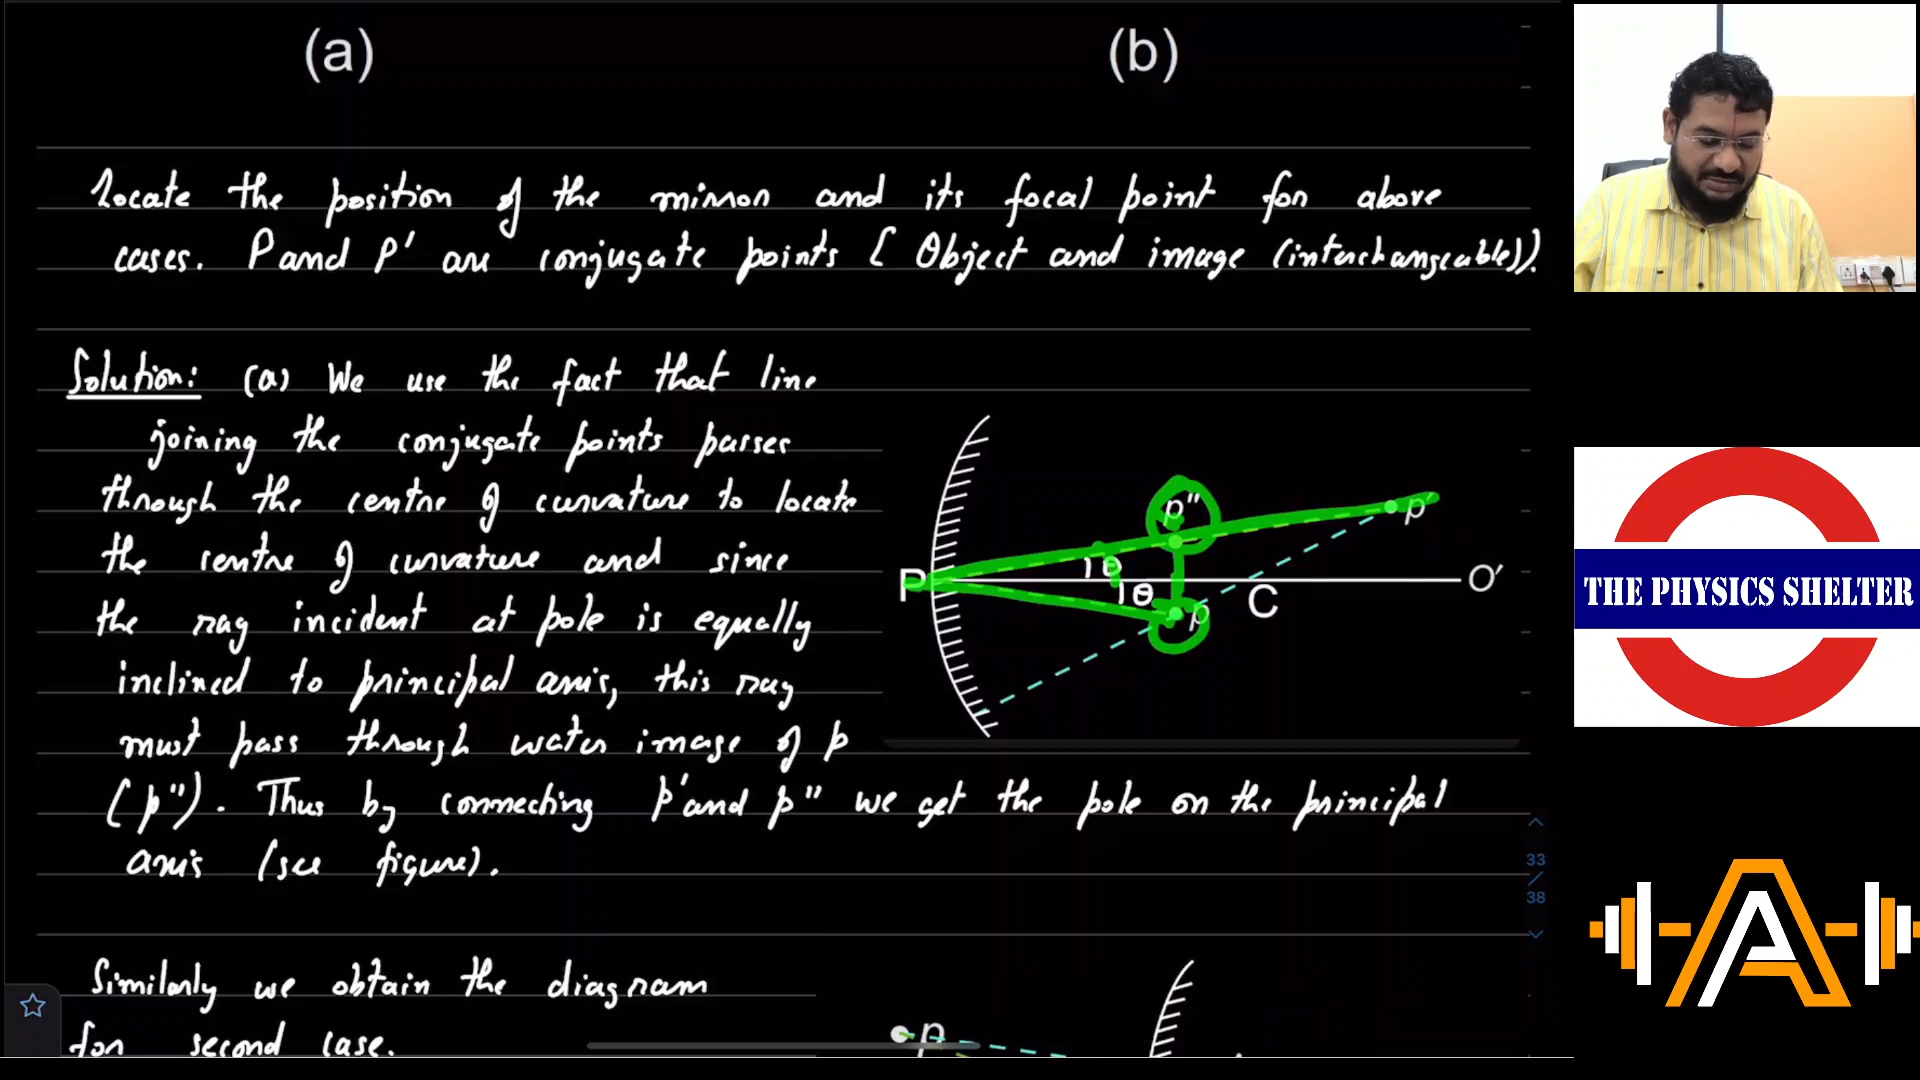 (a) (b)
Locate the position of the mirror and its focal point for above
cases. P and P' are conjugate points [ Object and image (interchangeable)].
Solution: (a) We use the fact that line
joining the conjugate points passes
through the centre of curvature to locate
the centre of curvature and since
the ray incident at pole is equally
inclined to principal axis, this ray
must pass through water image of p
(p"). Thus by connecting p' and p" we get the pole on the principal
axis (see figure).
P θ θ p" p C p' O'
Similarly we obtain the diagram
for second case.
p
33
/
38
THE PHYSICS SHELTER
A